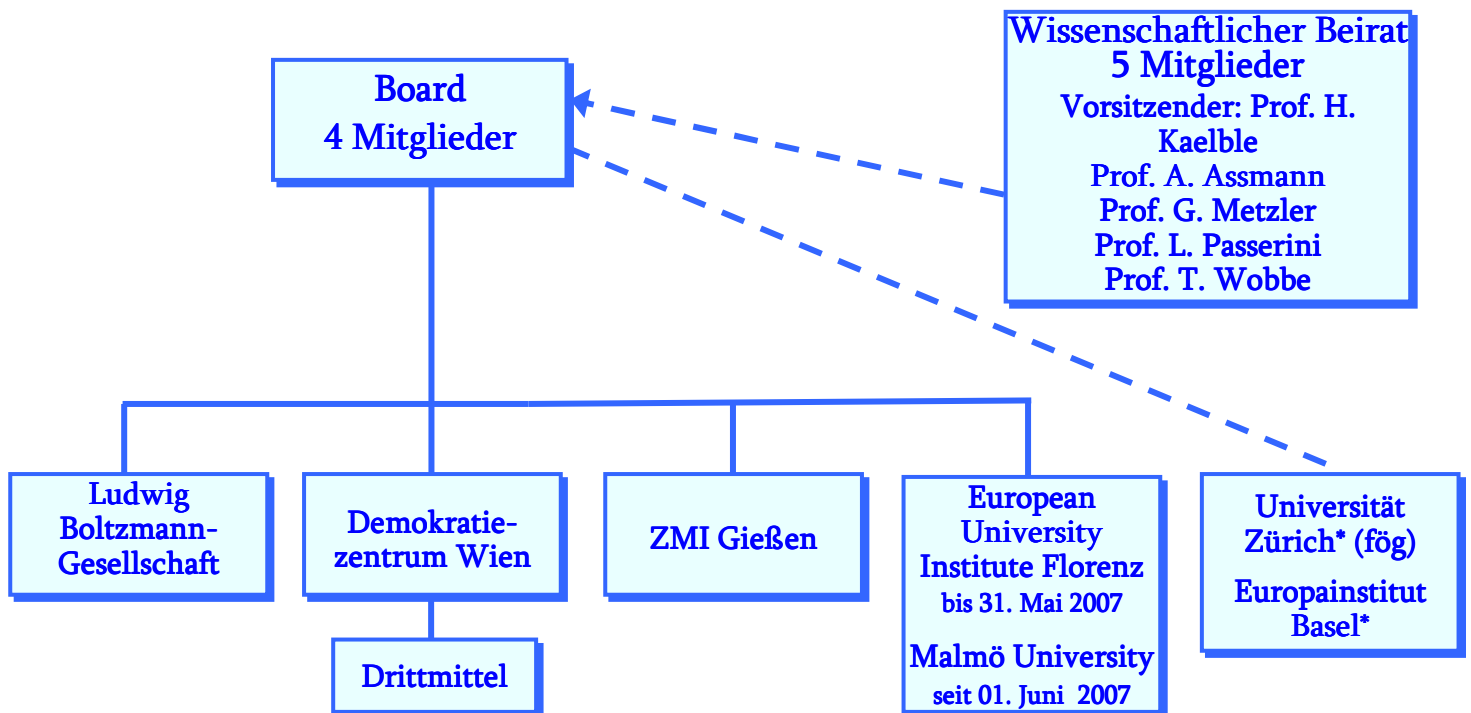 Board
4 Mitglieder
Wissenschaftlicher Beirat
5 Mitglieder
Vorsitzender: Prof. H.
Kaelble
Prof. A. Assmann
Prof. G. Metzler
Prof. L. Passerini
Prof. T. Wobbe
Ludwig
Boltzmann-
Gesellschaft
Demokratie-
zentrum Wien
Drittmittel
ZMI Gießen
European
University
Institute Florenz
bis 31. Mai 2007
Malmö University
seit 01. Juni 2007
Universität
Zürich* (fög)
Europainstitut
Basel*